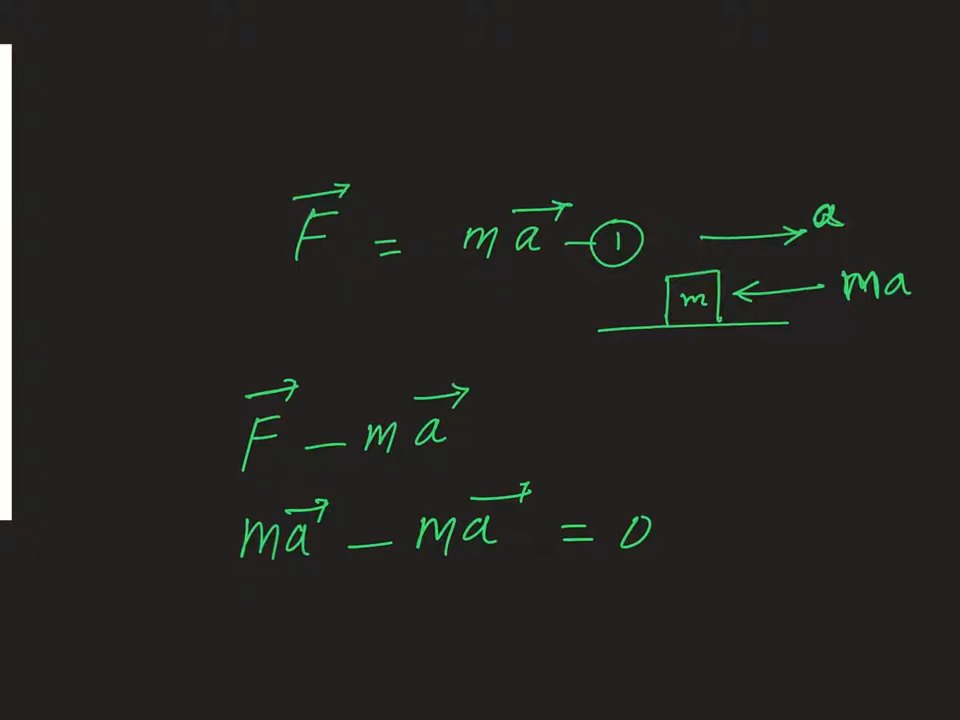 F⃗ = ma⃗ – ①
a
m
ma
F⃗ – ma⃗
ma⃗ – ma⃗ = 0